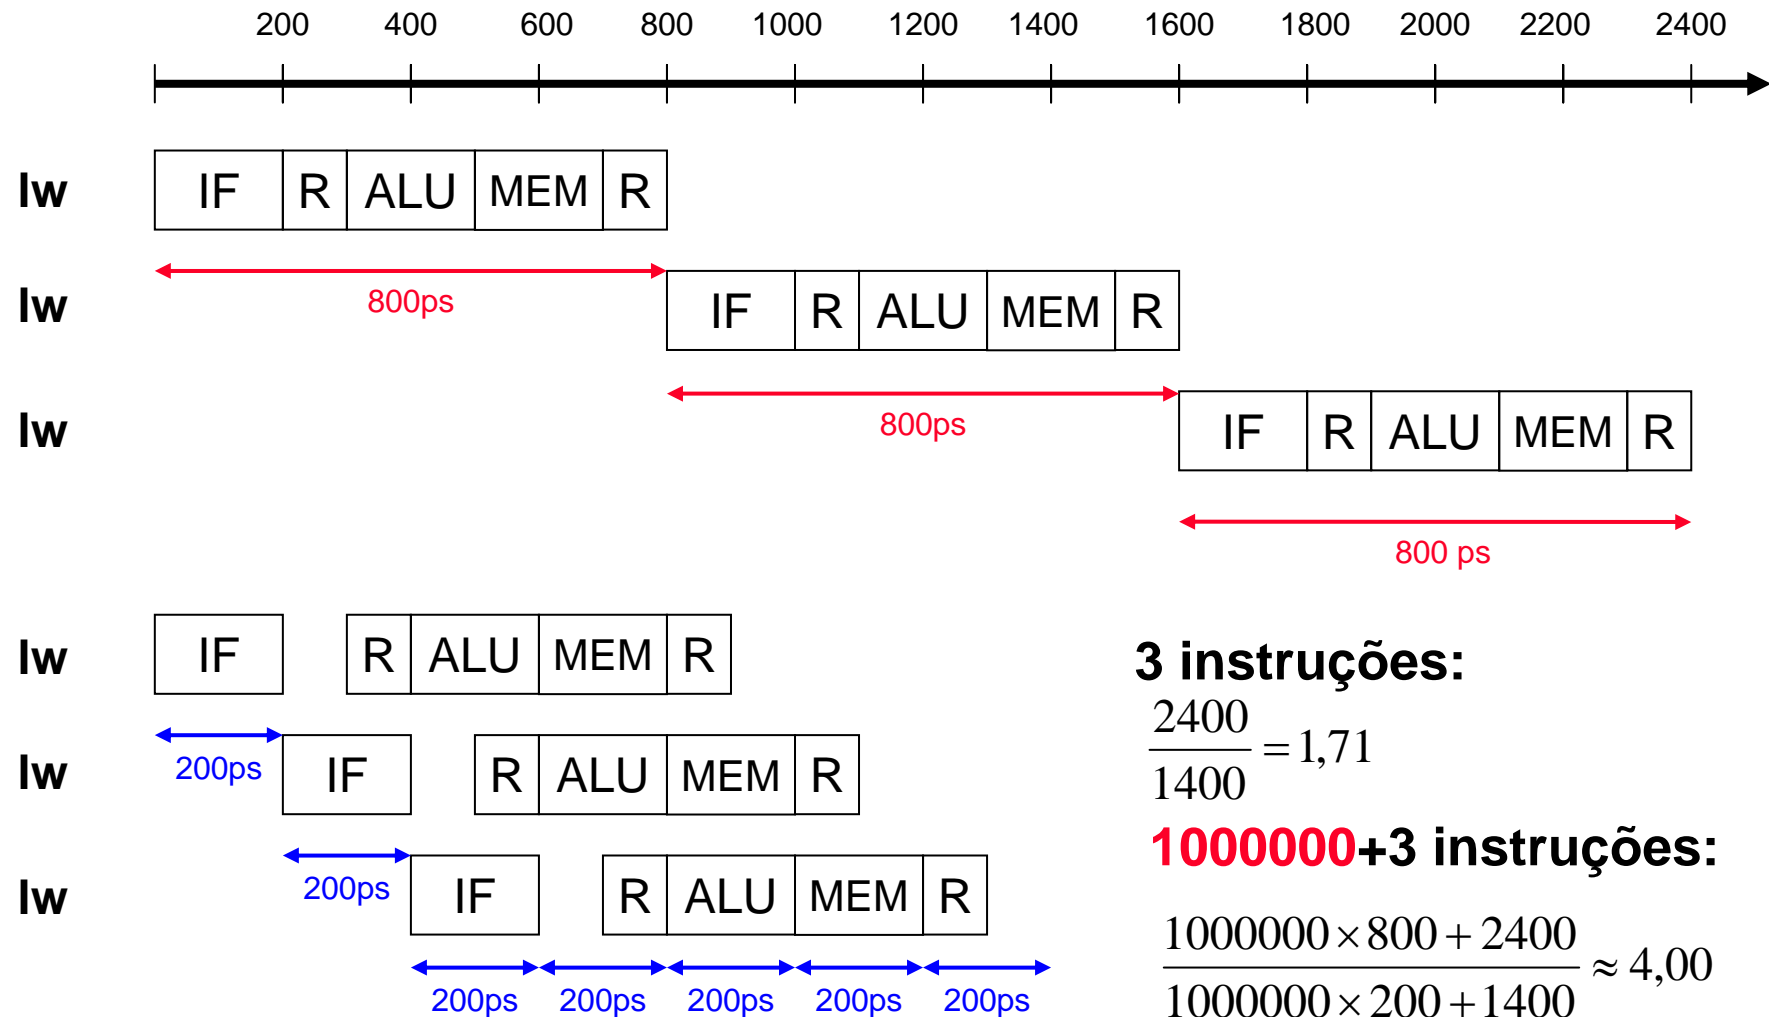 200 400 600 800 1000 1200 1400 1600 1800 2000 2200 2400
lw IF R ALU MEM R
800ps
lw IF R ALU MEM R
800ps
lw IF R ALU MEM R
800 ps
lw IF R ALU MEM R
200ps
lw IF R ALU MEM R
200ps
lw IF R ALU MEM R
200ps 200ps 200ps 200ps 200ps
3 instruções:
2400
1400
= 1,71
1000000+3 instruções:
1000000 × 800 + 2400
1000000 × 200 + 1400
≈ 4,00